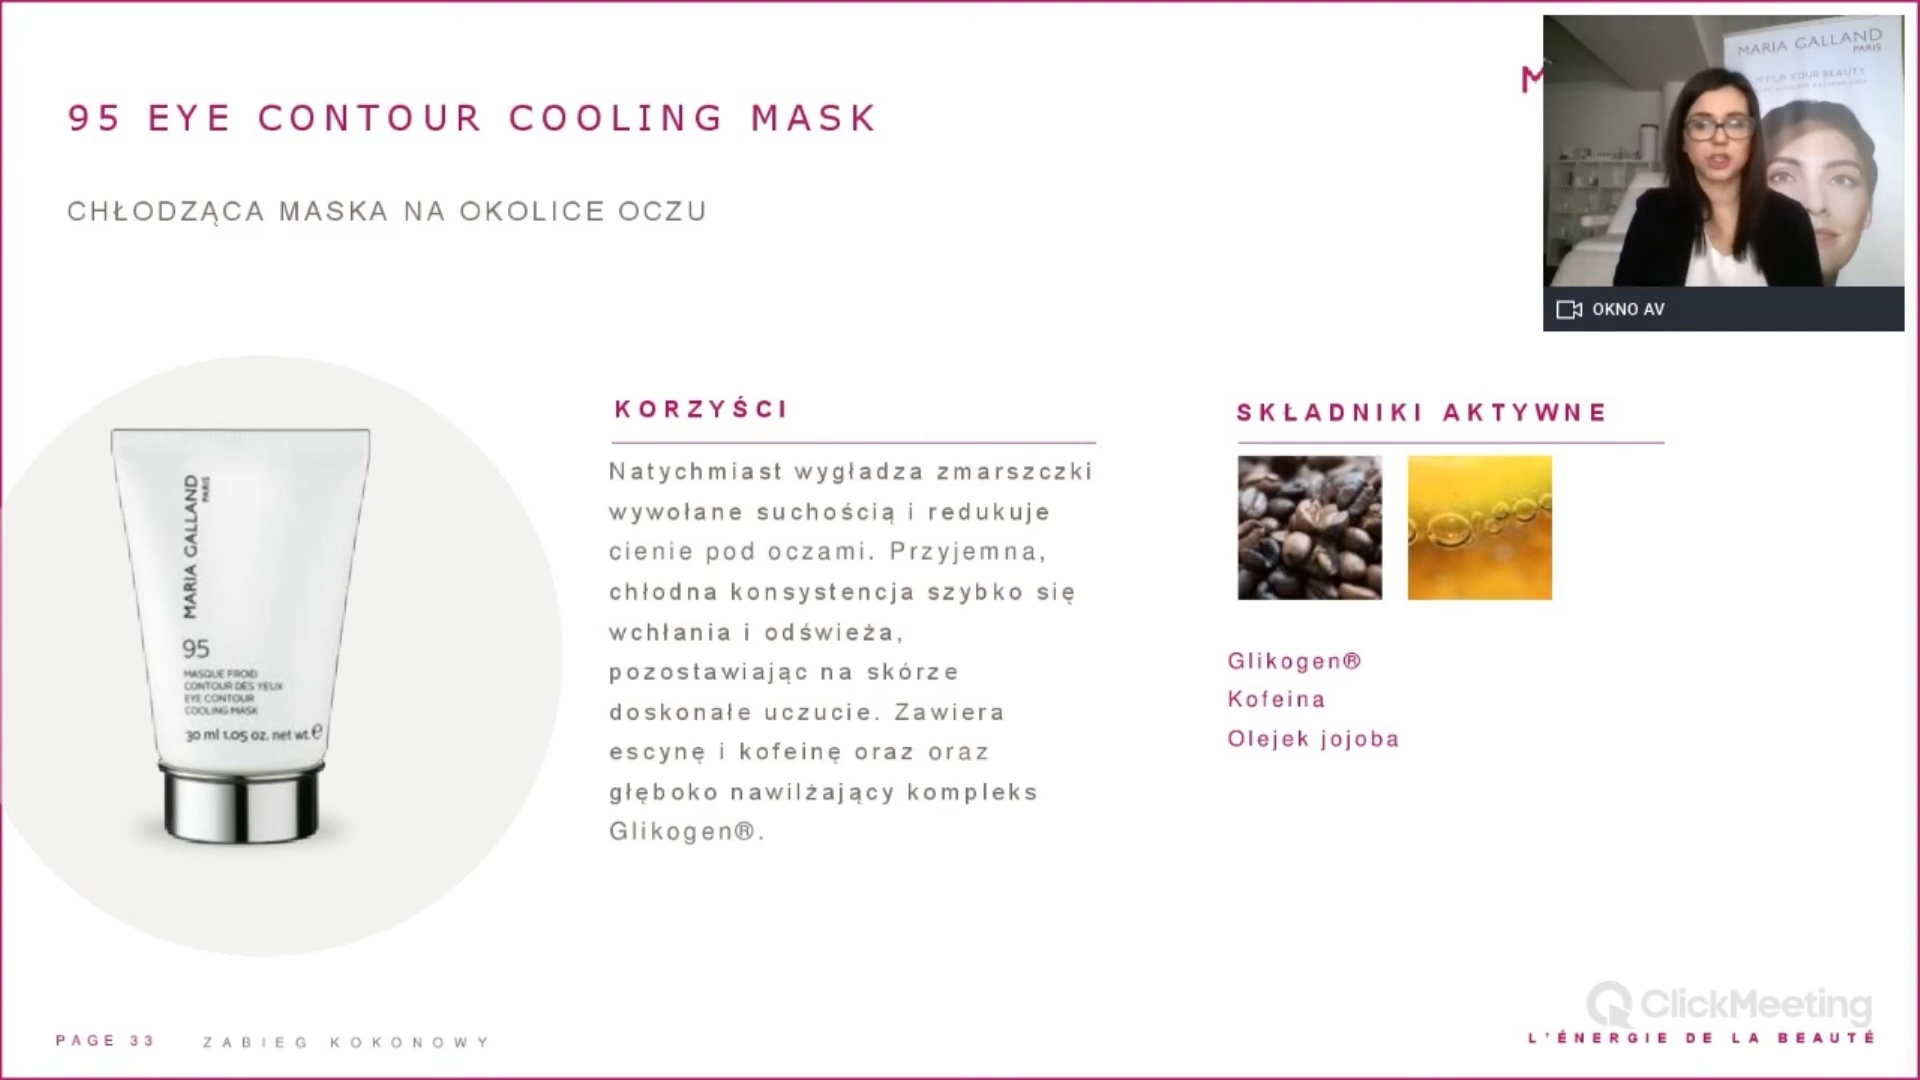 95 EYE CONTOUR COOLING MASK
CHŁODZĄCA MASKA NA OKOLICE OCZU
M
MARIA GALLAND
PARIS
LIFT UP YOUR BEAUTY
OKNO AV
MARIA GALLAND
PARIS
95
MASQUE FROID
CONTOUR DES YEUX
EYE CONTOUR
COOLING MASK
30 ml 1.05 oz. net wt. e
KORZYŚCI
Natychmiast wygładza zmarszczki
wywołane suchością i redukuje
cienie pod oczami. Przyjemna,
chłodna konsystencja szybko się
wchłania i odświeża,
pozostawiając na skórze
doskonałe uczucie. Zawiera
escynę i kofeinę oraz oraz
głęboko nawilżający kompleks
Glikogen®.
SKŁADNIKI AKTYWNE
Glikogen®
Kofeina
Olejek jojoba
ClickMeeting
PAGE 33 ZABIEG KOKONOWY
L'ÉNERGIE DE LA BEAUTÉ